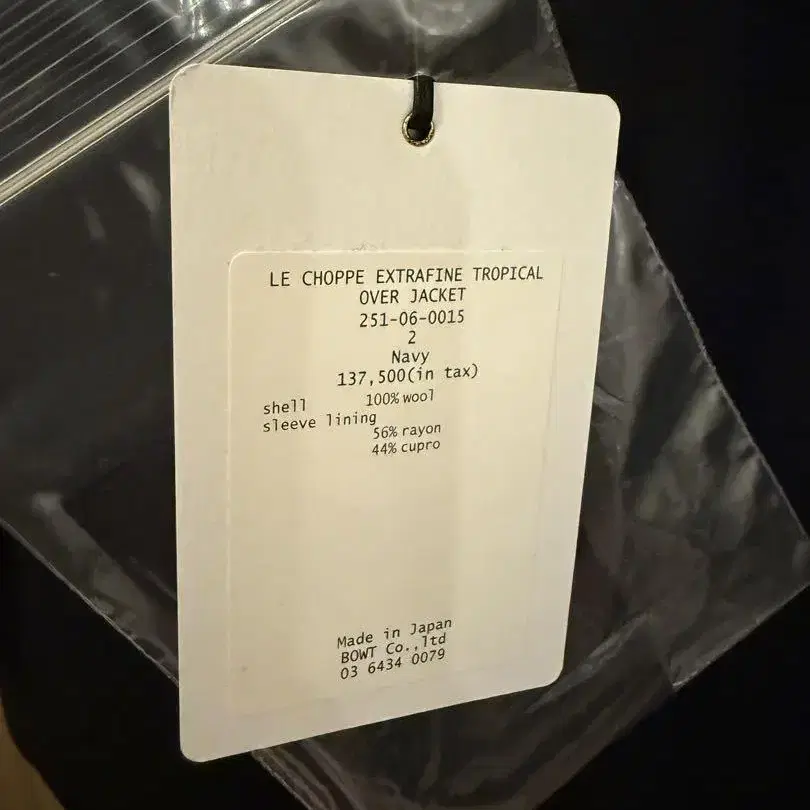 LE CHOPPE EXTRAFINE TROPICAL
OVER JACKET
251-06-0015
2
Navy
137,500(in tax)
shell 100% wool
sleeve lining
56% rayon
44% cupro
Made in Japan
BOWT Co.,ltd
03 6434 0079